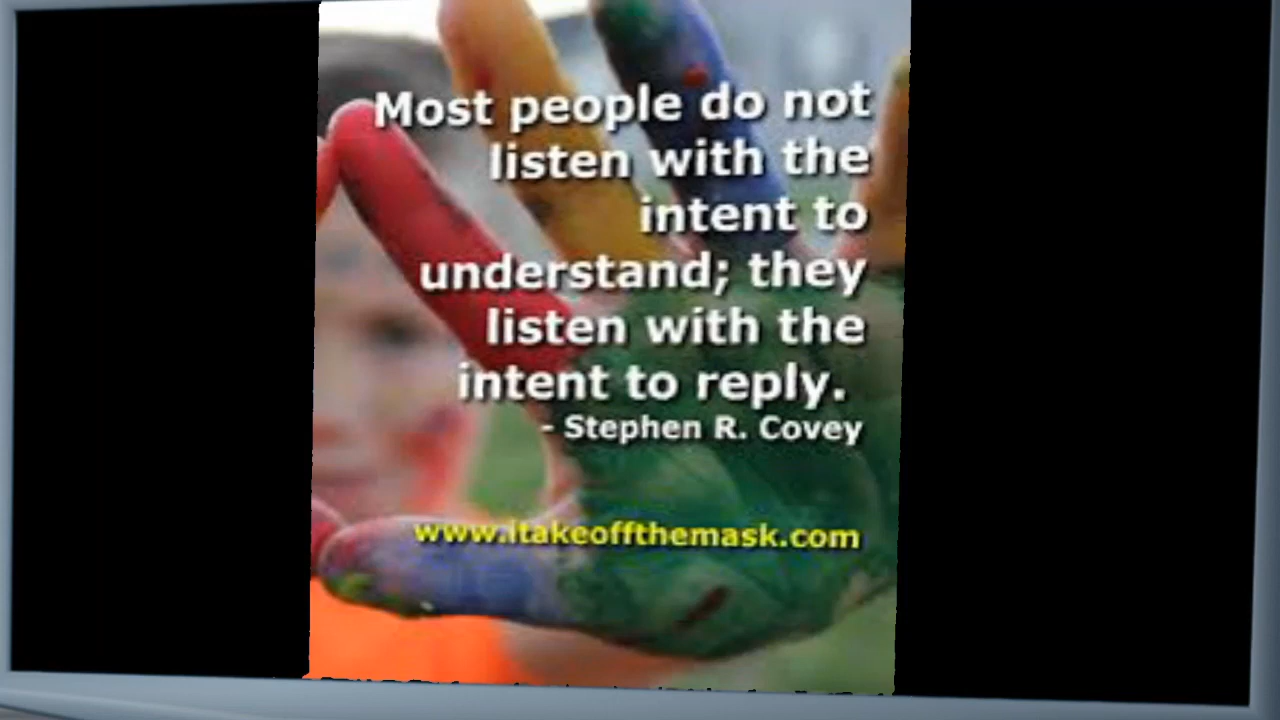 Most people do not
listen with the
intent to
understand; they
listen with the
intent to reply.
- Stephen R. Covey
www.itakeoffthemask.com